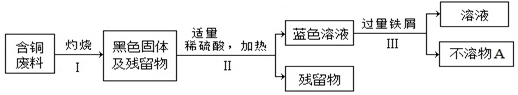 含铜
废料
灼烧
I
黑色固体
及残留物
适量
稀硫酸，加热
II
蓝色溶液
残留物
过量铁屑
III
溶液
不溶物A